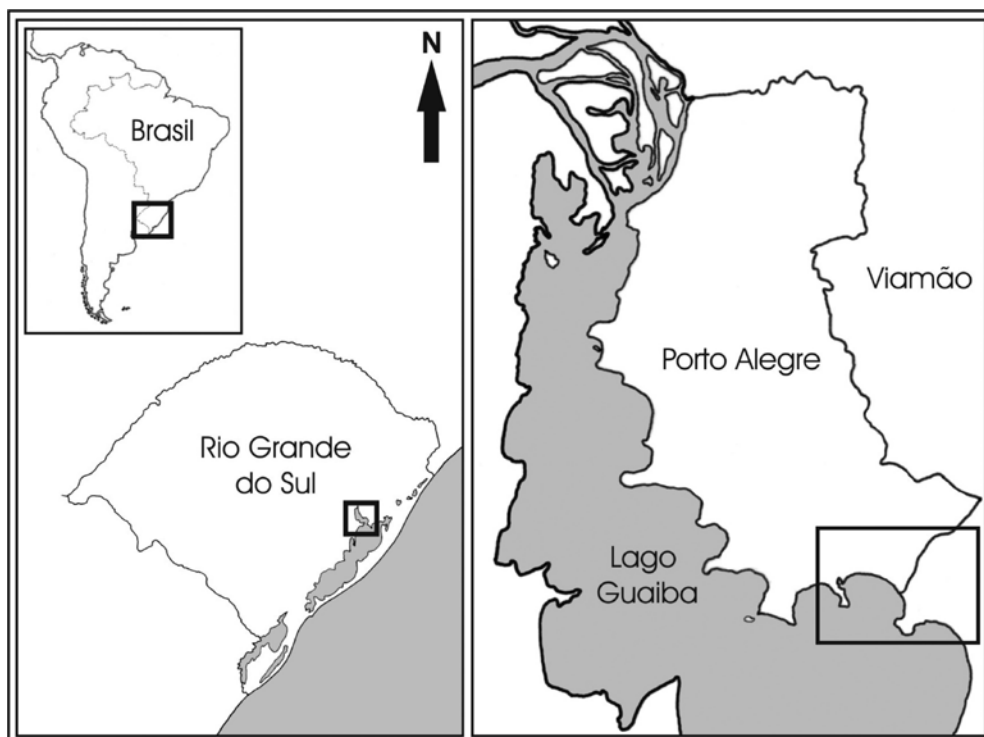 Brasil
N
Rio Grande
do Sul
Viamão
Porto Alegre
Lago
Guaiba